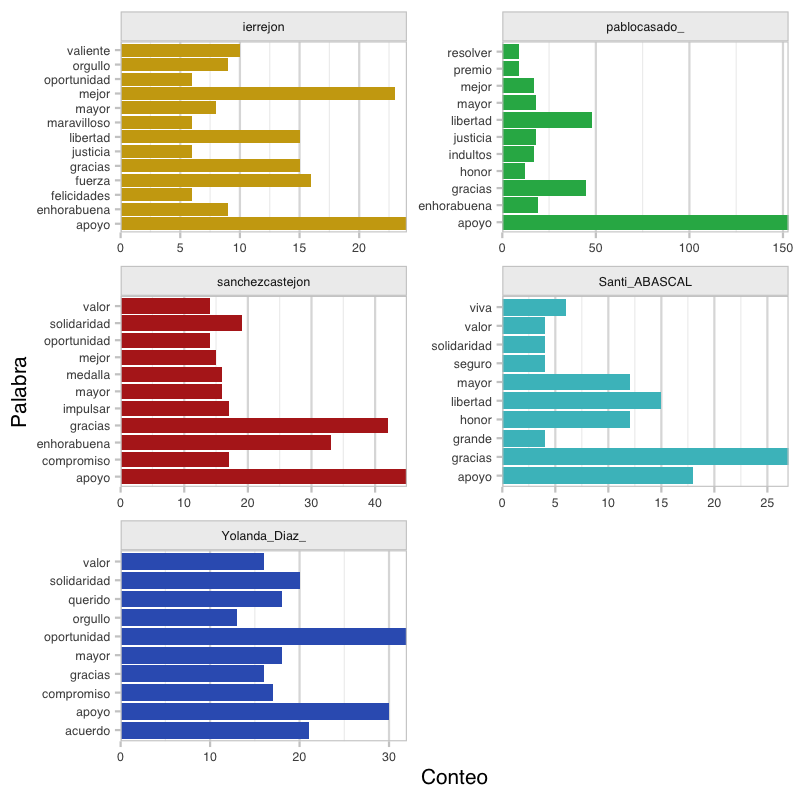 ierrejon
valiente
orgullo
oportunidad
mejor
mayor
maravilloso
libertad
justicia
gracias
fuerza
felicidades
enhorabuena
apoyo
0 5 10 15 20
pablocasado_
resolver
premio
mejor
mayor
libertad
justicia
indultos
honor
gracias
enhorabuena
apoyo
0 50 100 150
sanchezcastejon
valor
solidaridad
oportunidad
mejor
medalla
mayor
impulsar
gracias
enhorabuena
compromiso
apoyo
0 10 20 30 40
Santi_ABASCAL
viva
valor
solidaridad
seguro
mayor
libertad
honor
grande
gracias
apoyo
0 5 10 15 20 25
Yolanda_Diaz_
valor
solidaridad
querido
orgullo
oportunidad
mayor
gracias
compromiso
apoyo
acuerdo
0 10 20 30
Palabra
Conteo